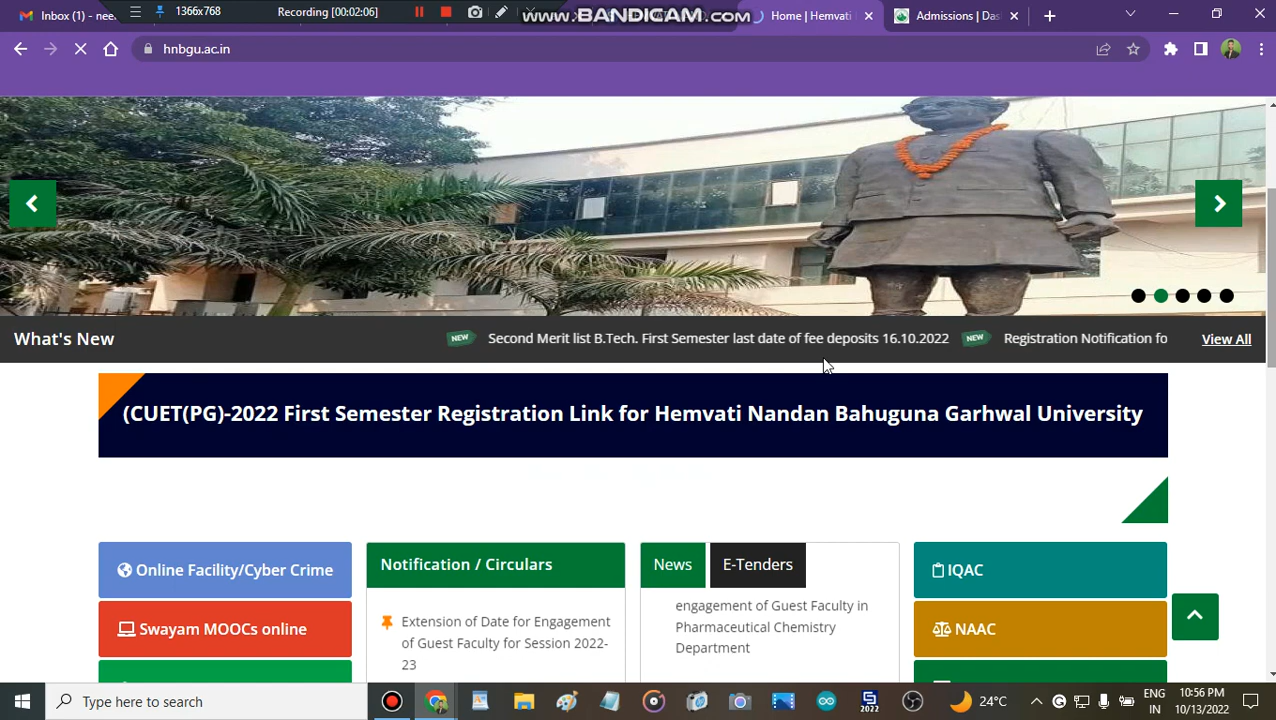 1366x768
Recording [00:02:06]
www.BANDICAM.com
Inbox (1) - nee
Home | Hemvati
Admissions | Das
hnbgu.ac.in
What's New
NEW Second Merit list B.Tech. First Semester last date of fee deposits 16.10.2022 NEW Registration Notification fo
View All
(CUET(PG)-2022 First Semester Registration Link for Hemvati Nandan Bahuguna Garhwal University
Online Facility/Cyber Crime
Swayam MOOCs online
Notification / Circulars
Extension of Date for Engagement
of Guest Faculty for Session 2022-
23
News
E-Tenders
engagement of Guest Faculty in
Pharmaceutical Chemistry
Department
IQAC
NAAC
Type here to search
2022
24°C
ENG
IN
10:56 PM
10/13/2022